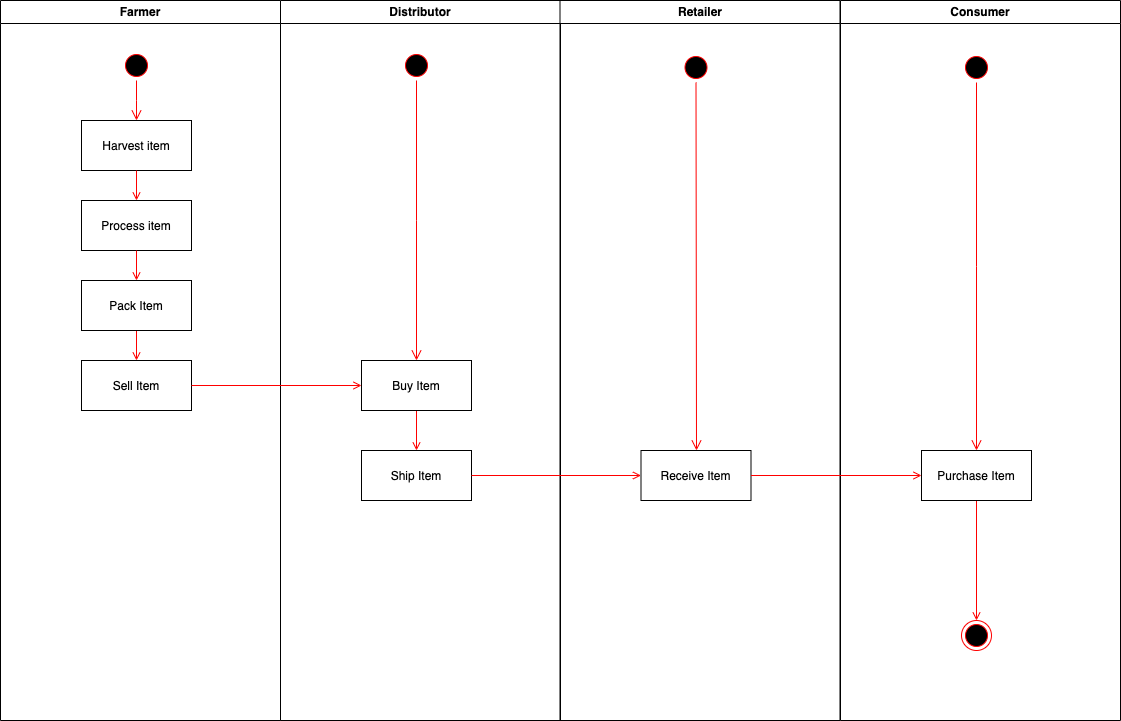 Farmer
Distributor
Retailer
Consumer
Harvest item
Process item
Pack Item
Sell Item
Buy Item
Ship Item
Receive Item
Purchase Item